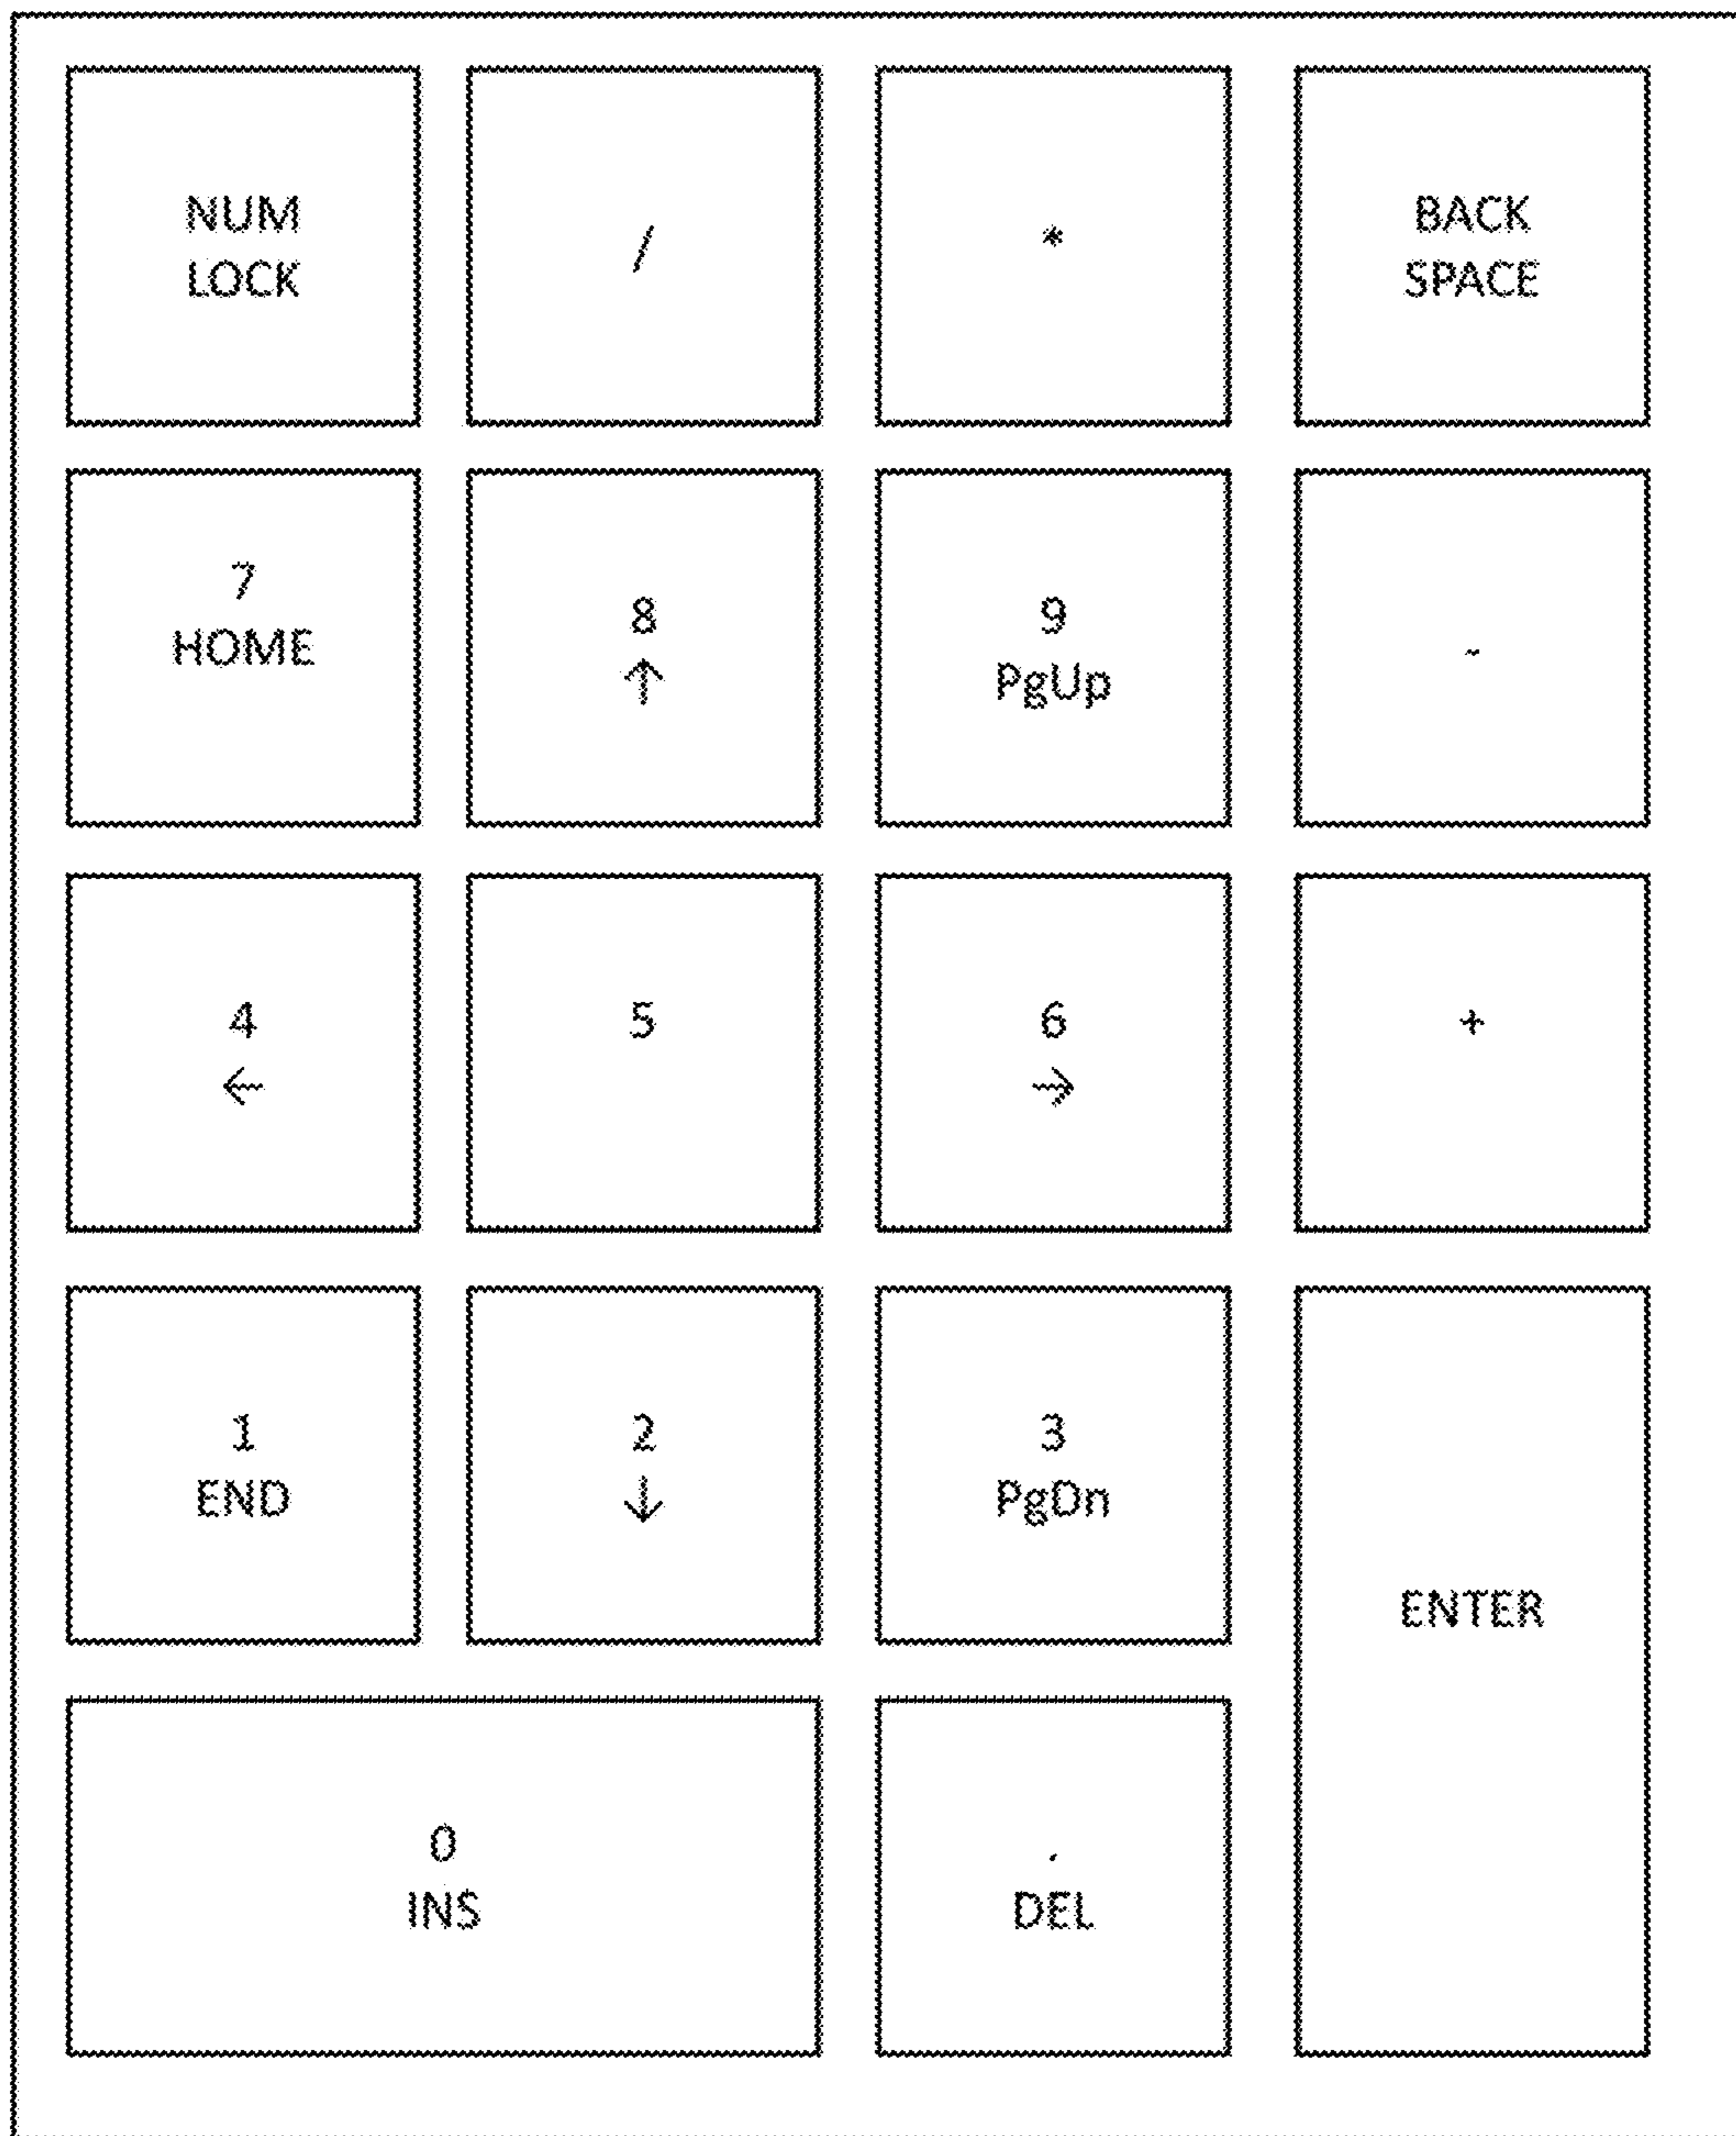 NUM
LOCK
/
*
BACK
SPACE
7
HOME
8
↑
9
PgUp
-
4
←
5
6
→
+
1
END
2
↓
3
PgDn
ENTER
0
INS
.
DEL